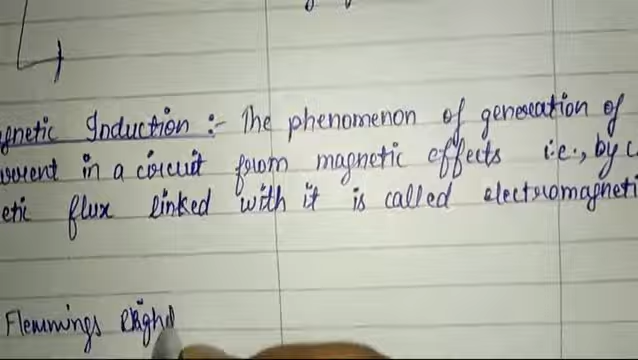 gnetic Induction :- The phenomenon of generation of
urrent in a circuit from magnetic effects i.e., by c
etic flux linked with it is called electromagneti
Flemmings Righ